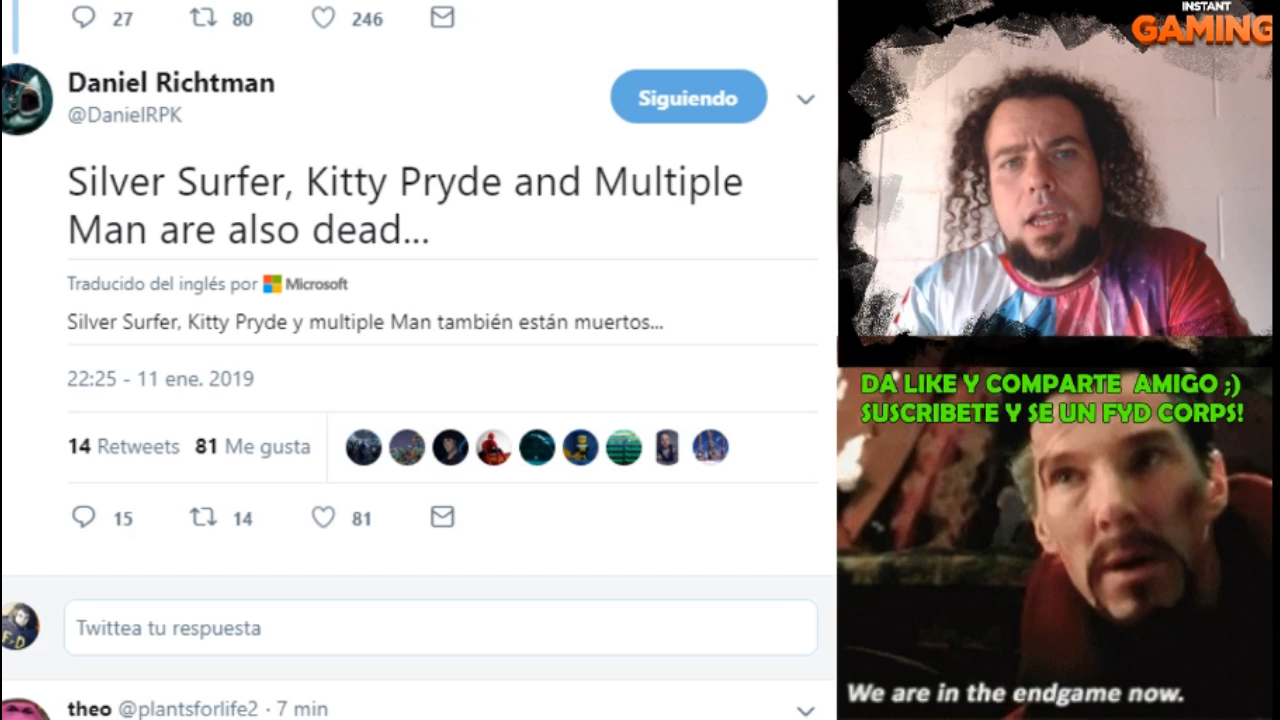 27 80 246
Daniel Richtman
@DanielRPK
Siguiendo
Silver Surfer, Kitty Pryde and Multiple
Man are also dead...
Traducido del inglés por Microsoft
Silver Surfer, Kitty Pryde y multiple Man también están muertos...
22:25 - 11 ene. 2019
14 Retweets 81 Me gusta
15 14 81
Twittea tu respuesta
theo @plantsforlife2 · 7 min
INSTANT
GAMING
DA LIKE Y COMPARTE AMIGO ;)
SUSCRIBETE Y SE UN FYD CORPS!
We are in the endgame now.